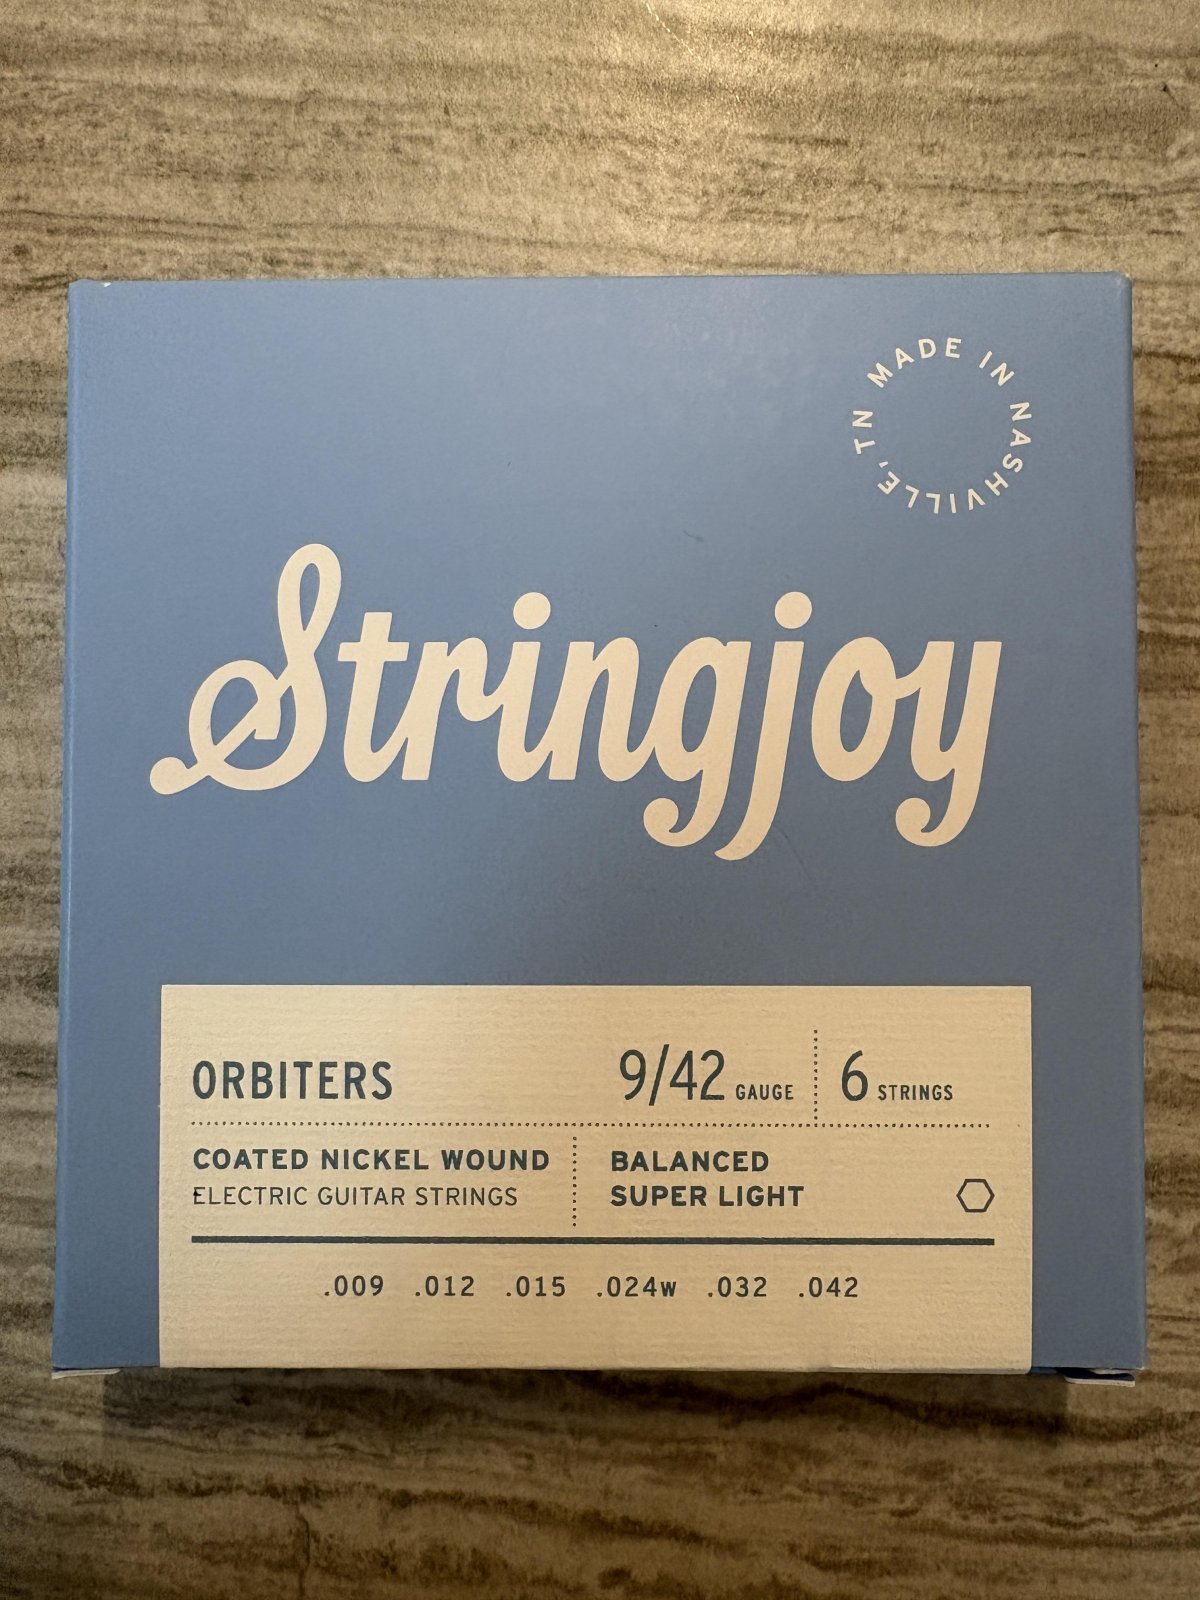 MADE IN NASHVILLE, TN
Stringjoy
ORBITERS
9/42 GAUGE
6 STRINGS
COATED NICKEL WOUND
ELECTRIC GUITAR STRINGS
BALANCED
SUPER LIGHT
.009 .012 .015 .024w .032 .042